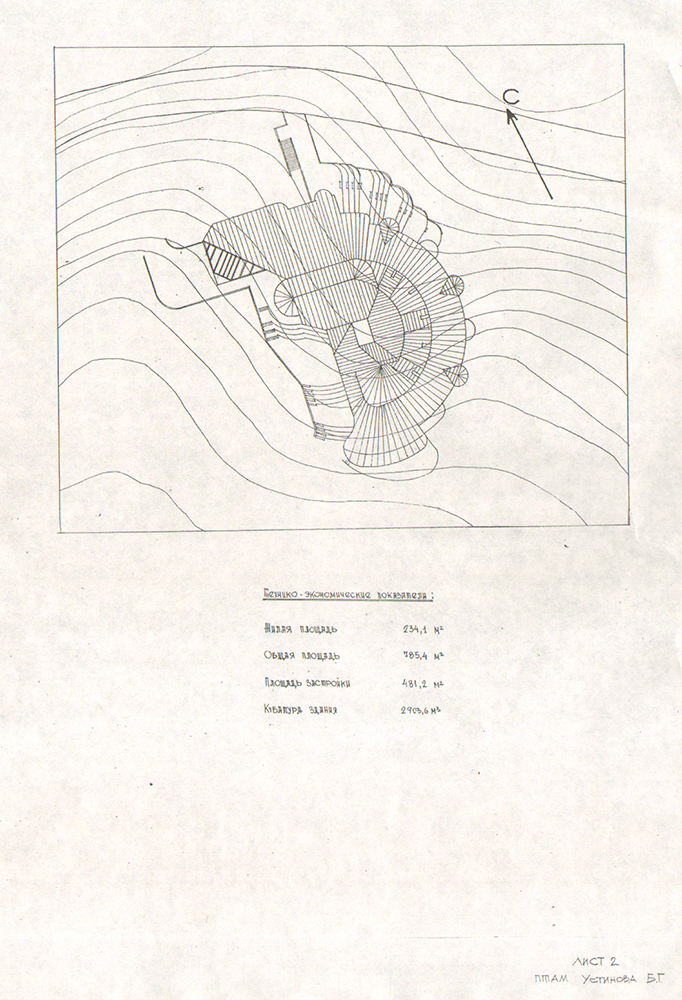 С
Технико-экономические показатели:
Жилая площадь 234,1 м²
Общая площадь 785,4 м²
Площадь застройки 481,2 м²
Кубатура здания 2903,6 м³
Лист 2
ПТАМ Устинова Б.Г